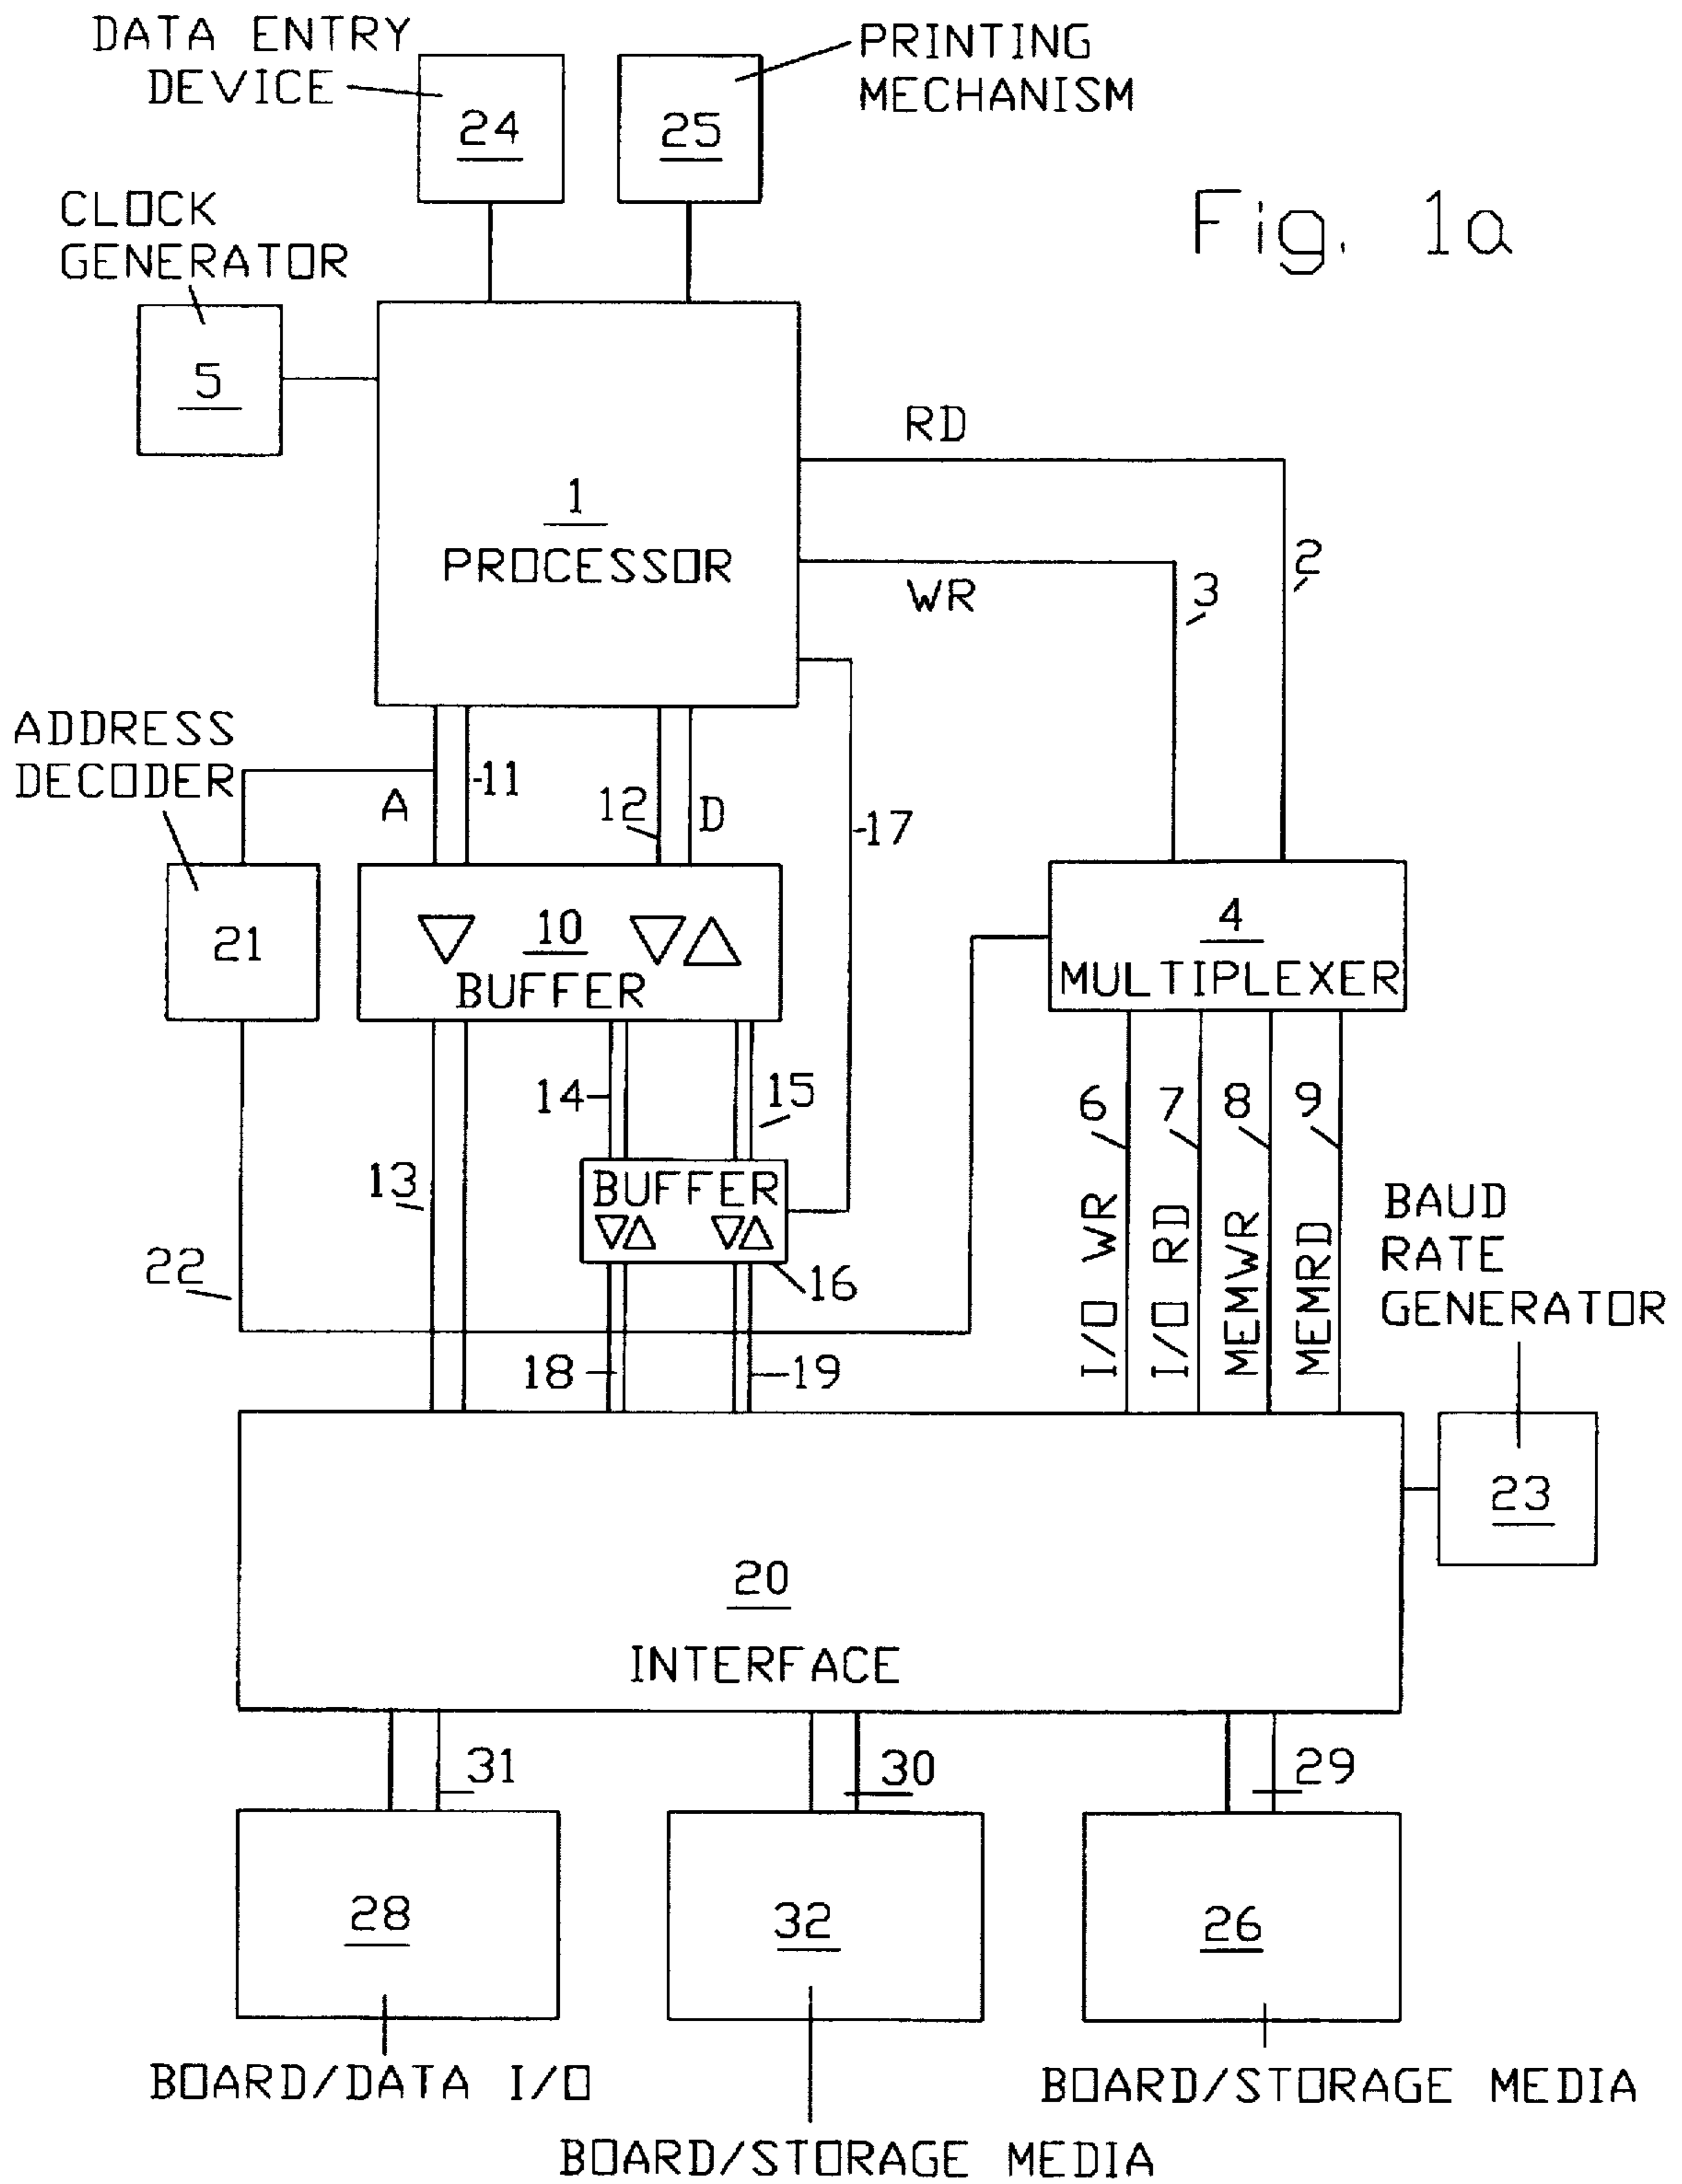 DATA ENTRY
DEVICE
24
25
PRINTING
MECHANISM
CLOCK
GENERATOR
5
Fig. 1a
1
PROCESSOR
RD
WR
3
2
ADDRESS
DECODER
A
11
12
D
17
21
10
BUFFER
4
MULTIPLEXER
14
15
13
BUFFER
16
22
18
19
6
7
8
9
I/O WR
I/O RD
MEMWR
MEMRD
BAUD
RATE
GENERATOR
23
20
INTERFACE
31
30
29
28
32
26
BOARD/DATA I/O
BOARD/STORAGE MEDIA
BOARD/STORAGE MEDIA